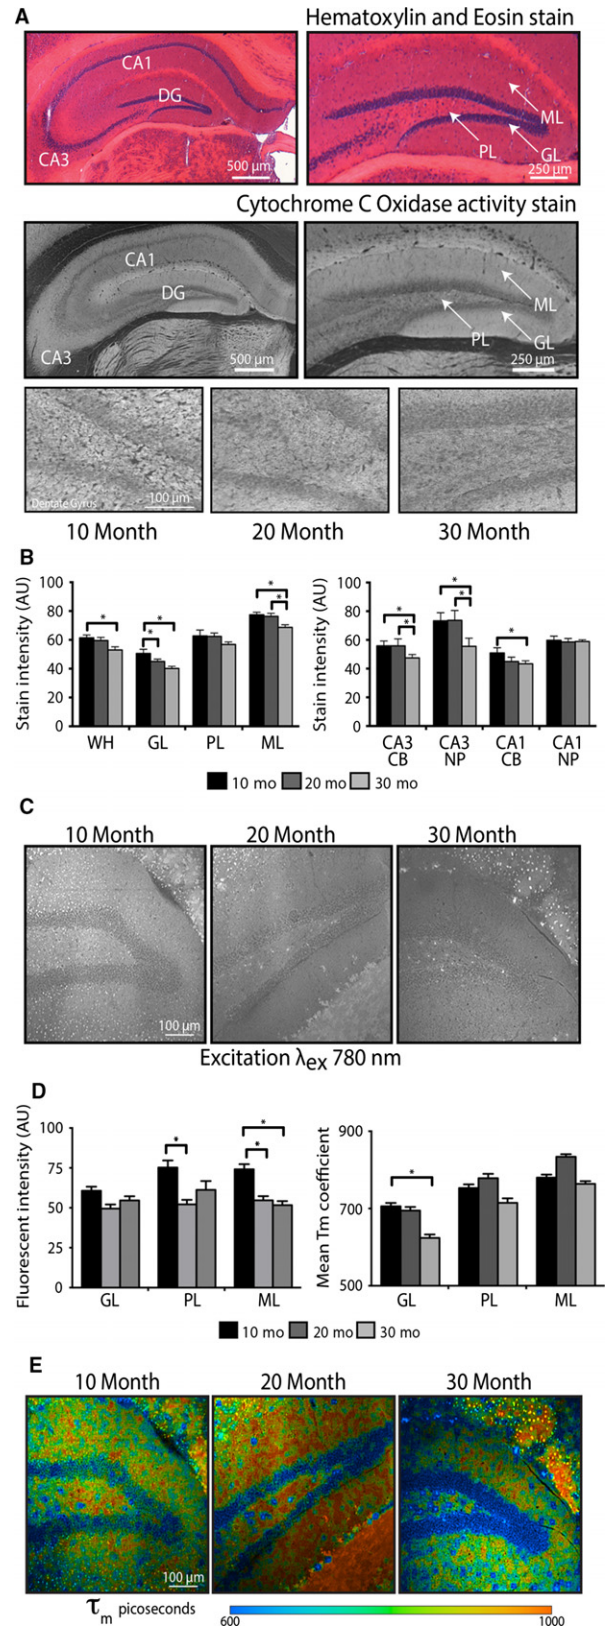 A
Hematoxylin and Eosin stain
CA1
DG
CA3
500 µm
ML
PL
GL
250 µm
Cytochrome C Oxidase activity stain
CA1
DG
CA3
500 µm
ML
PL
GL
250 µm
Dentate Gyrus
100 µm
10 Month 20 Month 30 Month
B
Stain intensity (AU)
100
80
60
40
20
0
* * * * *
WH GL PL ML
Stain intensity (AU)
100
80
60
40
20
0
* * * * *
CA3 CB CA3 NP CA1 CB CA1 NP
10 mo 20 mo 30 mo
C
10 Month 20 Month 30 Month
100 µm
Excitation λex 780 nm
D
Fluorescent intensity (AU)
100
75
50
25
0
* * *
GL PL ML
Mean Tm coefficient
900
700
500
*
GL PL ML
10 mo 20 mo 30 mo
E
10 Month 20 Month 30 Month
100 µm
τm picoseconds
600 1000